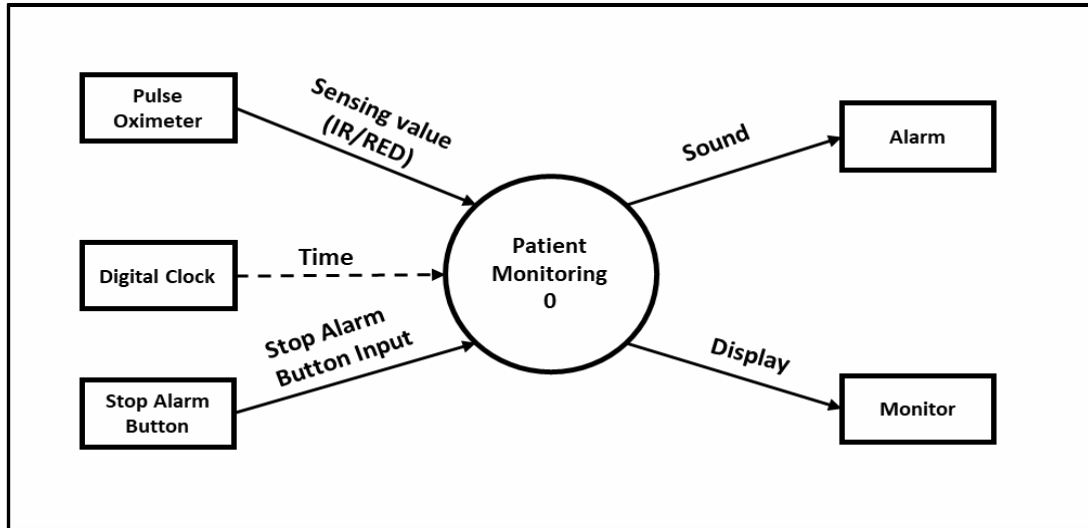 Pulse
Oximeter
Sensing value
(IR/RED)
Sound
Alarm
Digital Clock
Time
Patient
Monitoring
0
Stop Alarm
Button Input
Stop Alarm
Button
Display
Monitor